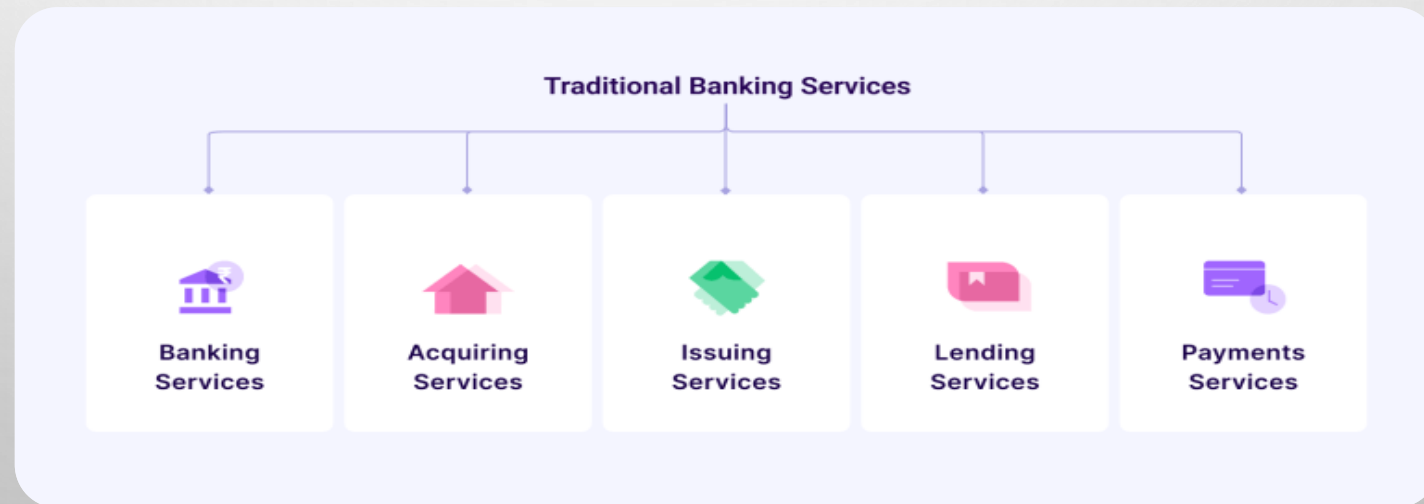 Traditional Banking Services
₹
Banking
Services
Acquiring
Services
Issuing
Services
Lending
Services
Payments
Services